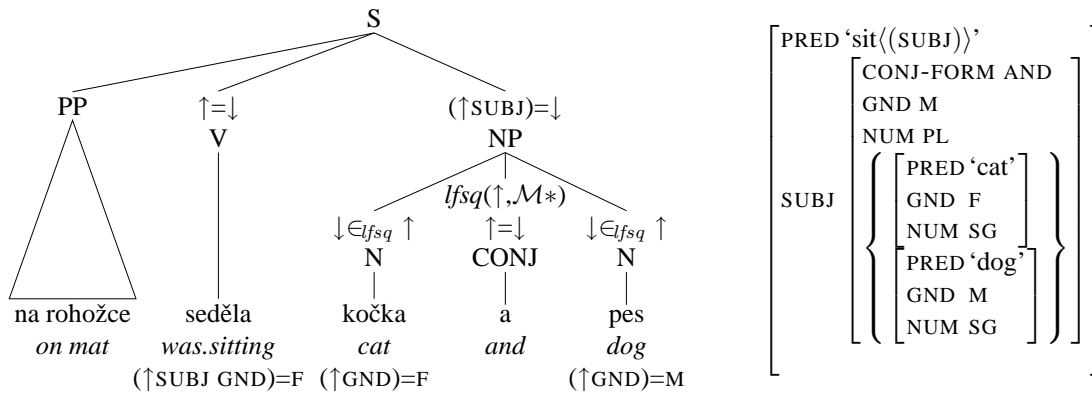 S
PP
↑=↓
V
(↑SUBJ)=↓
NP
lfsq(↑,ℳ∗)
↓∈lfsq ↑
N
↑=↓
CONJ
↓∈lfsq ↑
N
na rohožce
on mat
seděla
was.sitting
(↑SUBJ GND)=F
kočka
cat
(↑GND)=F
a
and
pes
dog
(↑GND)=M
PRED ‘sit⟨(SUBJ)⟩’
SUBJ
CONJ-FORM AND
GND M
NUM PL
PRED ‘cat’
GND F
NUM SG
PRED ‘dog’
GND M
NUM SG